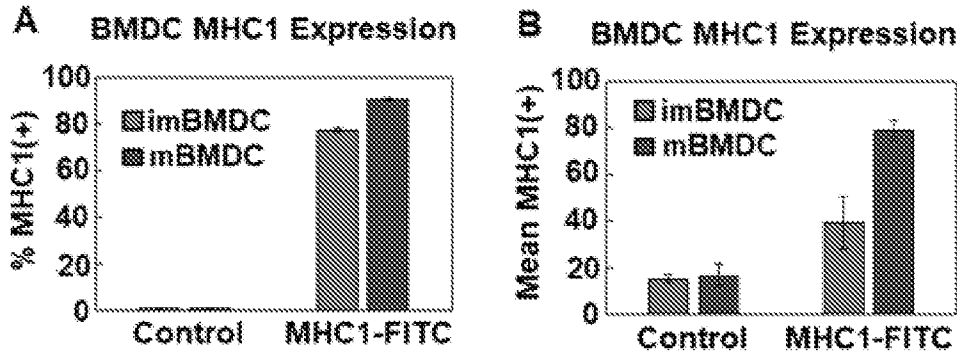 A
BMDC MHC1 Expression
% MHC1(+)
100
80
60
40
20
0
imBMDC
mBMDC
Control
MHC1-FITC
B
BMDC MHC1 Expression
Mean MHC1(+)
100
80
60
40
20
0
imBMDC
mBMDC
Control
MHC1-FITC